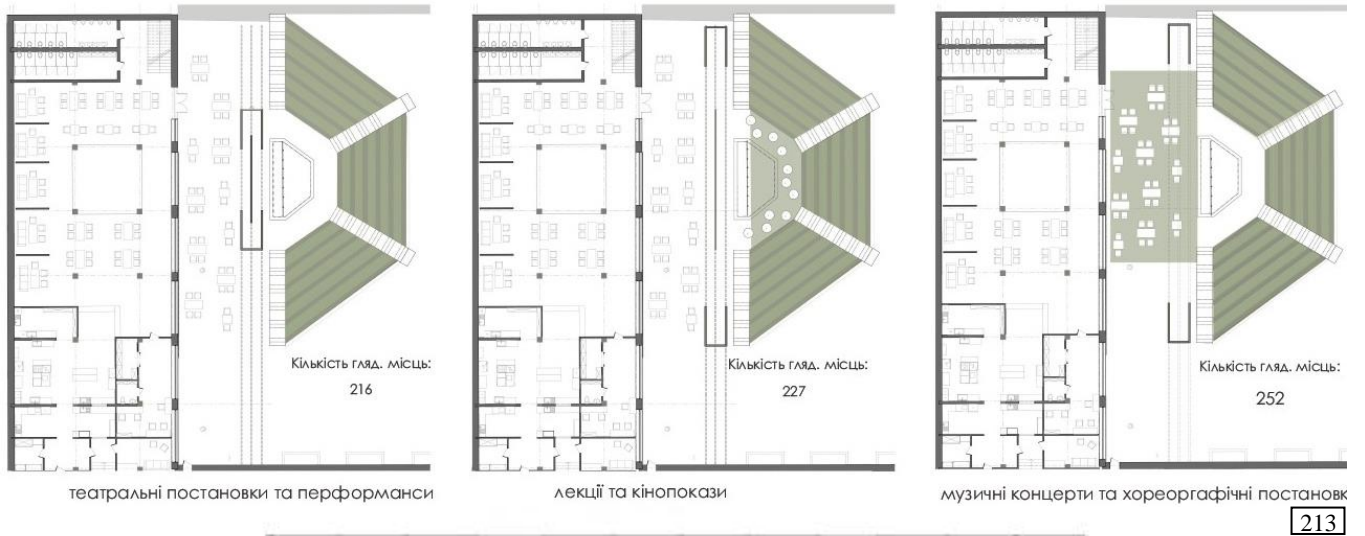 Кількість гляд. місць:
216
Кількість гляд. місць:
227
Кількість гляд. місць:
252
театральні постановки та перформанси
лекції та кінопокази
музичні концерти та хореоргафічні постановк
213